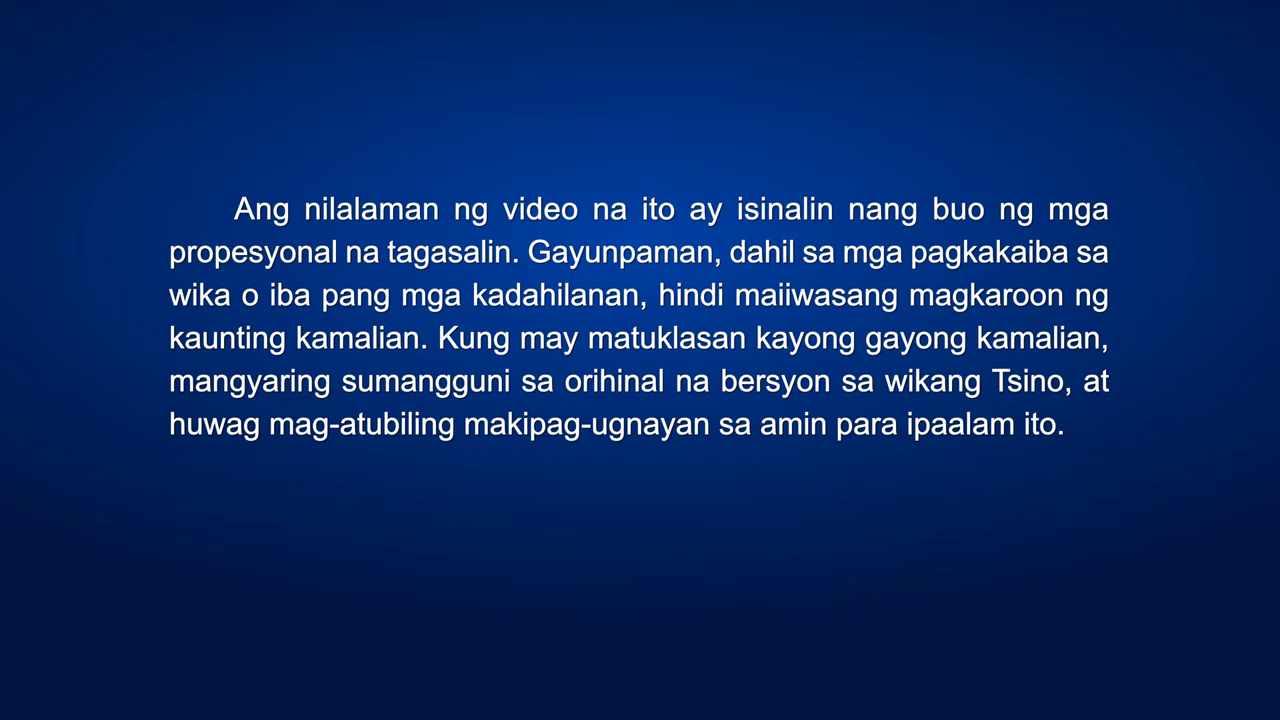 Ang nilalaman ng video na ito ay isinalin nang buo ng mga
propesyonal na tagasalin. Gayunpaman, dahil sa mga pagkakaiba sa
wika o iba pang mga kadahilanan, hindi maiiwasang magkaroon ng
kaunting kamalian. Kung may matuklasan kayong gayong kamalian,
mangyaring sumangguni sa orihinal na bersyon sa wikang Tsino, at
huwag mag-atubiling makipag-ugnayan sa amin para ipaalam ito.